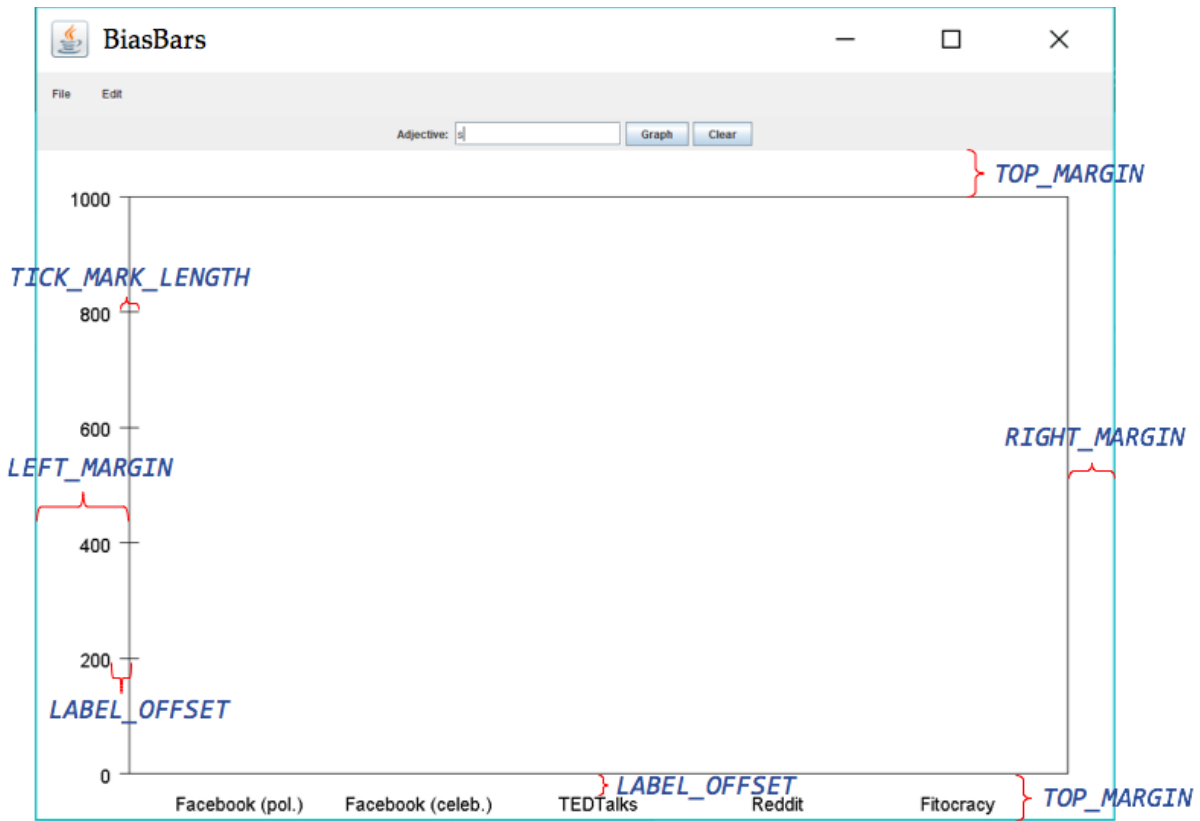 BiasBars
File Edit
Adjective: s Graph Clear
TOP_MARGIN
1000
TICK_MARK_LENGTH
800
600
RIGHT_MARGIN
LEFT_MARGIN
400
200
LABEL_OFFSET
0
LABEL_OFFSET
TOP_MARGIN
Facebook (pol.) Facebook (celeb.) TEDTalks Reddit Fitocracy